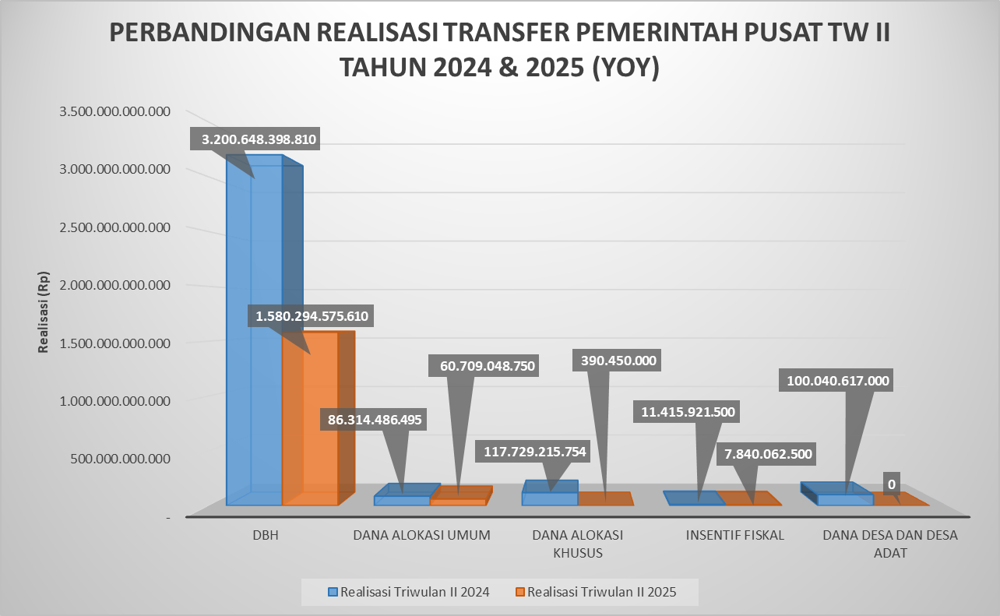 PERBANDINGAN REALISASI TRANSFER PEMERINTAH PUSAT TW II
TAHUN 2024 & 2025 (YOY)
Realisasi (Rp)
3.500.000.000.000
3.000.000.000.000
2.500.000.000.000
2.000.000.000.000
1.500.000.000.000
1.000.000.000.000
500.000.000.000
-
3.200.648.398.810
1.580.294.575.610
86.314.486.495
60.709.048.750
117.729.215.754
390.450.000
11.415.921.500
7.840.062.500
100.040.617.000
0
DBH
DANA ALOKASI UMUM
DANA ALOKASI
KHUSUS
INSENTIF FISKAL
DANA DESA DAN DESA
ADAT
Realisasi Triwulan II 2024
Realisasi Triwulan II 2025